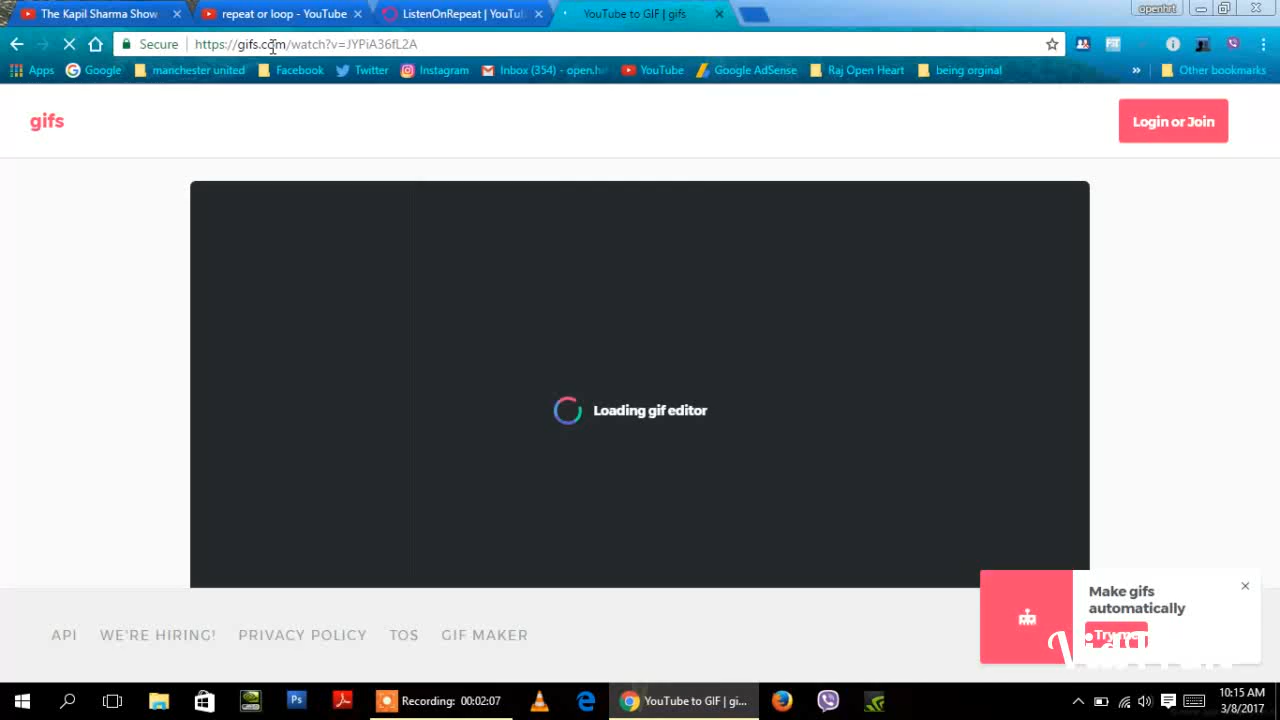 The Kapil Sharma Show
repeat or loop - YouTube
ListenOnRepeat | YouTu
YouTube to GIF | gifs
openhrt
Secure
https://gifs.com/watch?v=JYPiA36fL2A
Apps
Google
manchester united
Facebook
Twitter
Instagram
Inbox (354) - open.h
YouTube
Google AdSense
Raj Open Heart
being orginal
»
Other bookmarks
gifs
Login or Join
Loading gif editor
Make gifs
automatically
Try me
API
WE'RE HIRING!
PRIVACY POLICY
TOS
GIF MAKER
Recording: 00:02:07
YouTube to GIF | gi...
10:15 AM
3/8/2017